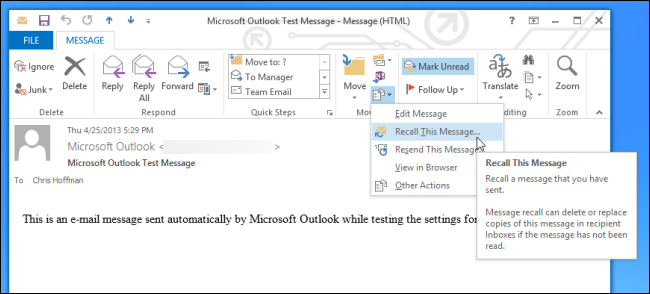 Microsoft Outlook Test Message - Message (HTML)
FILE
MESSAGE
Ignore
Junk
Delete
Delete
Reply
Reply All
Forward
Respond
Move to: ?
To Manager
Team Email
Quick Steps
Move
Mov
Mark Unread
Follow Up
Translate
Editing
Zoom
Zoom
Edit Message
Recall This Message...
Resend This Message
View in Browser
Other Actions
Recall This Message
Recall a message that you have
sent.
Message recall can delete or replace
copies of this message in recipient
Inboxes if the message has not been
read.
Thu 4/25/2013 5:29 PM
Microsoft Outlook <
>
Microsoft Outlook Test Message
To Chris Hoffman
This is an e-mail message sent automatically by Microsoft Outlook while testing the settings for